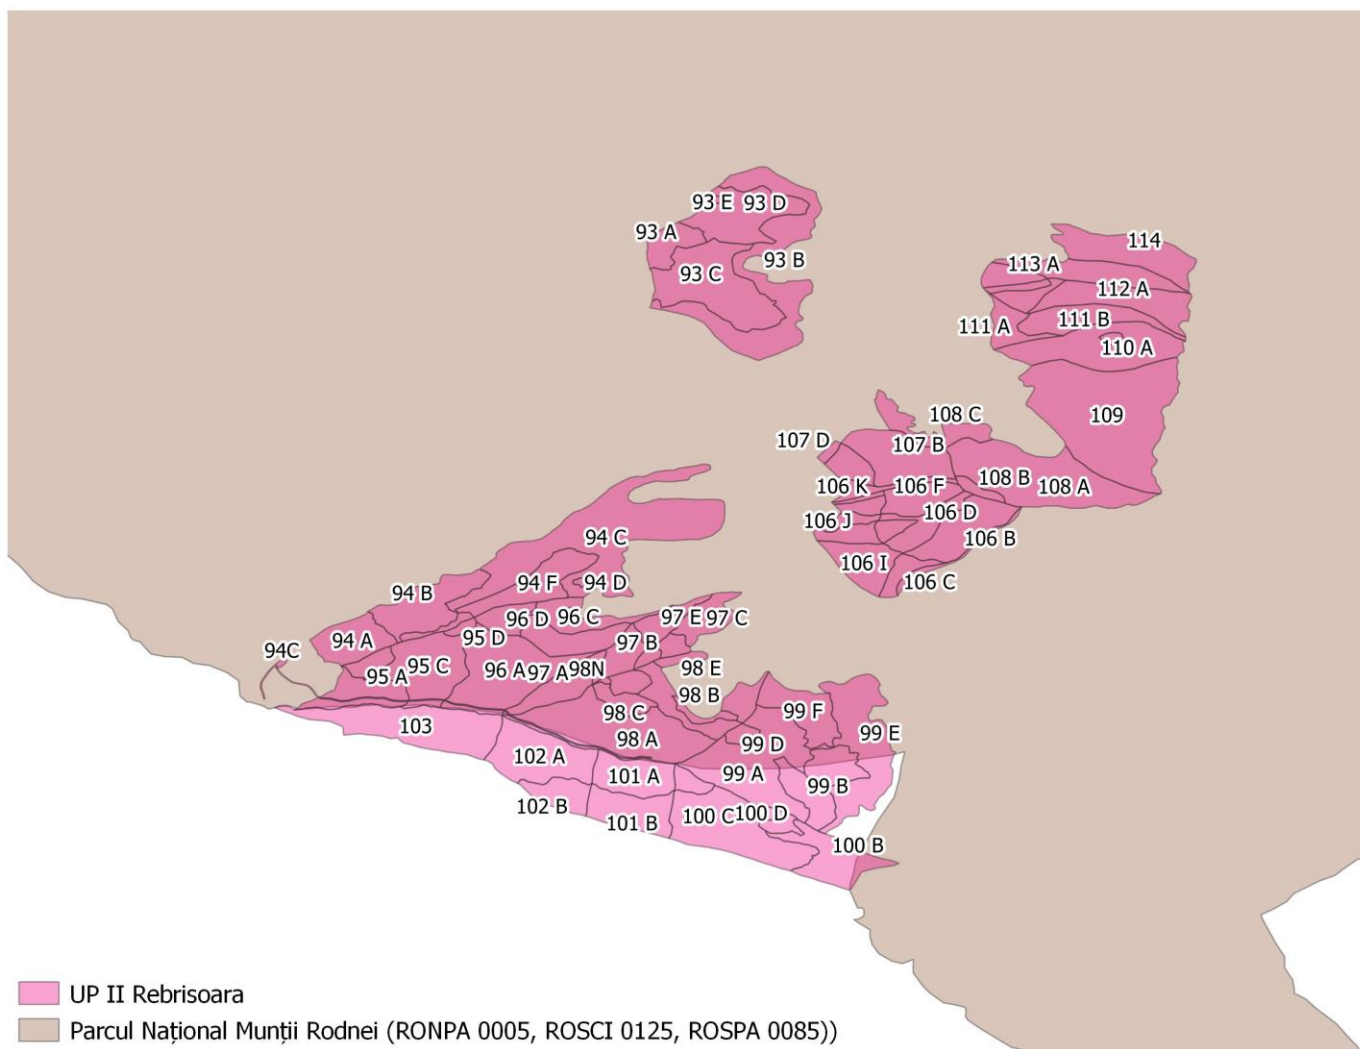 93 E 93 D
93 A
93 B
93 C
114
113 A
112 A
111 B
111 A
110 A
109
108 C
107 D
107 B
108 B
106 K
106 F
108 A
106 D
106 J
106 B
106 I
106 C
94 C
94 F
94 D
94 B
96 D
96 C
97 E
97 C
94 A
95 D
97 B
94C
95 C
95 A
96 A
97 A
98N
98 E
98 B
98 C
99 F
103
98 A
99 D
99 E
102 A
101 A
99 A
99 B
102 B
101 B
100 C
100 D
100 B
UP II Rebrisoara
Parcul Național Munții Rodnei (RONPA 0005, ROSCI 0125, ROSPA 0085))